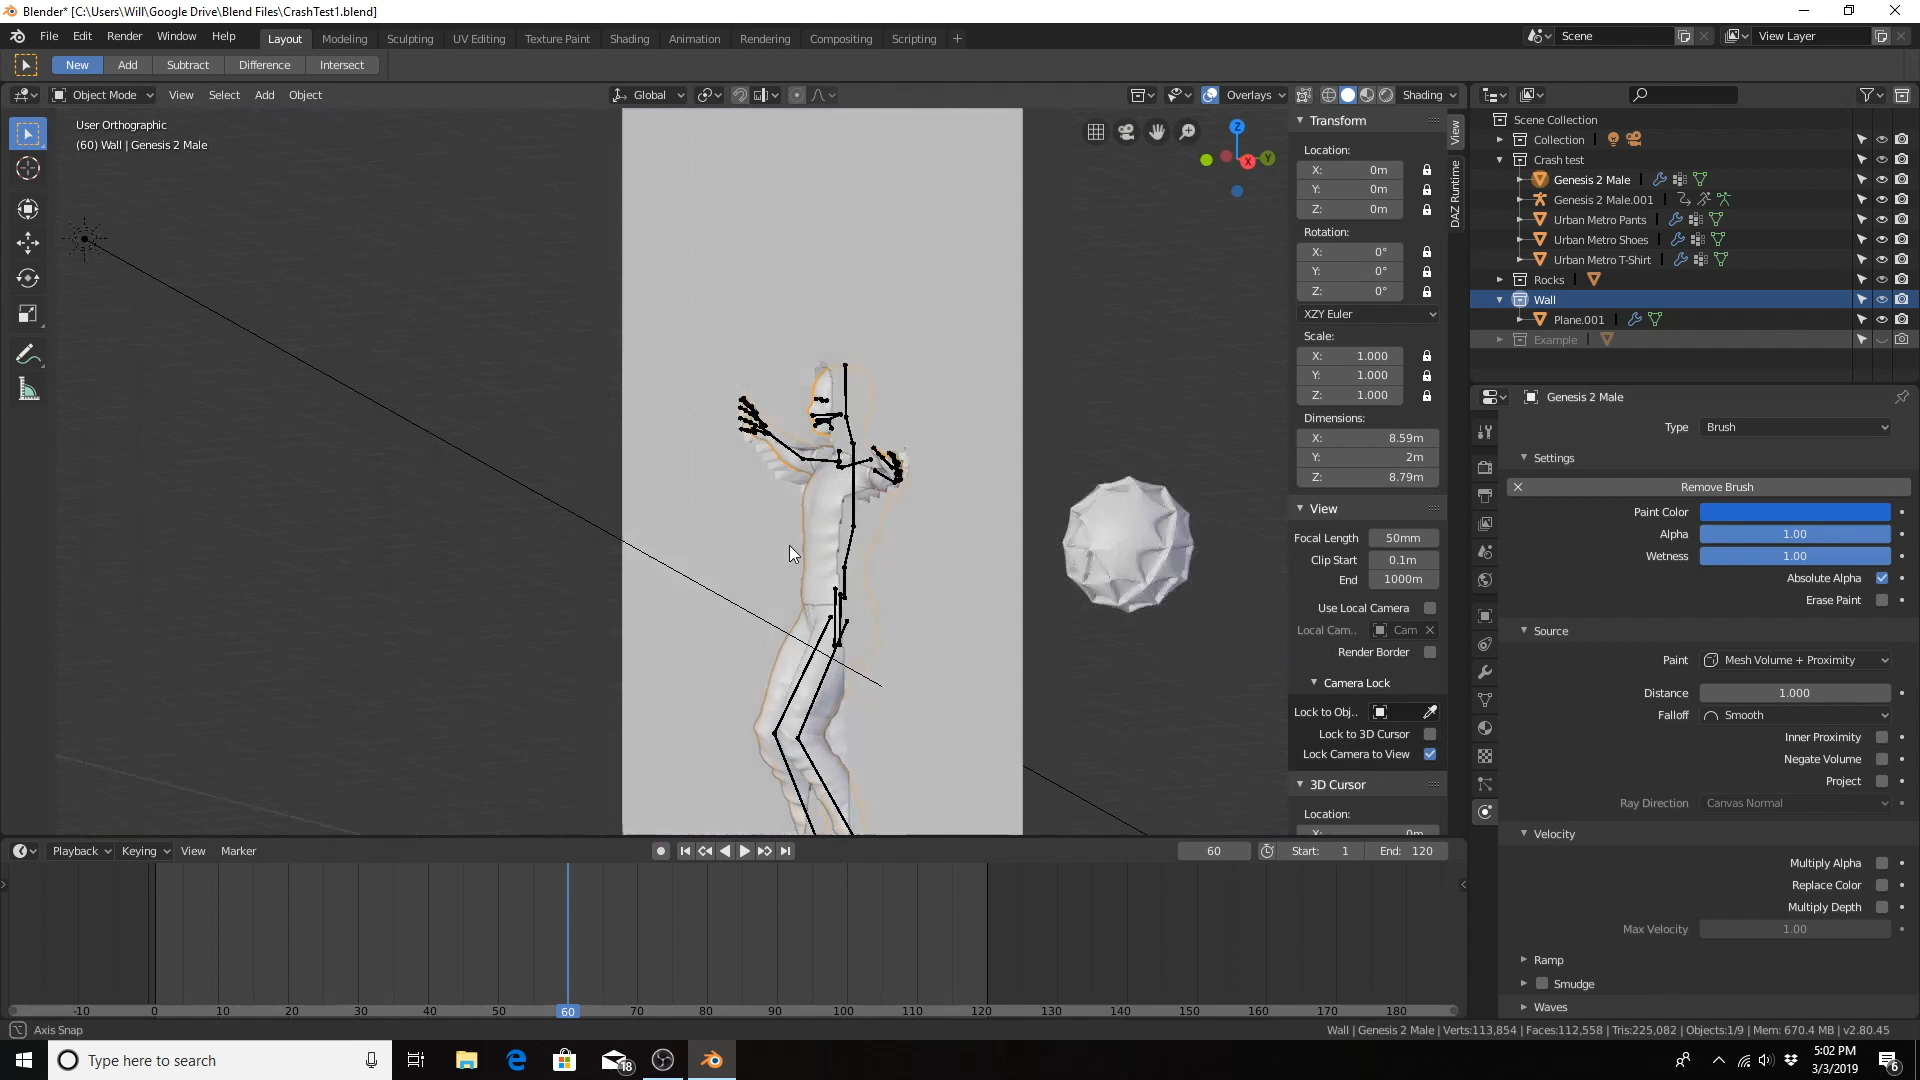 Blender* [C:\Users\Will\Google Drive\Blend Files\CrashTest1.blend]
File Edit Render Window Help Layout Modeling Sculpting UV Editing Texture Paint Shading Animation Rendering Compositing Scripting + Scene View Layer
New Add Subtract Difference Intersect
Object Mode View Select Add Object Global Overlays Shading
User Orthographic
(60) Wall | Genesis 2 Male
Z
X
Y
View
DAZ Runtime
Transform
Location:
X: 0m
Y: 0m
Z: 0m
Rotation:
X: 0°
Y: 0°
Z: 0°
XZY Euler
Scale:
X: 1.000
Y: 1.000
Z: 1.000
Dimensions:
X: 8.59m
Y: 2m
Z: 8.79m
View
Focal Length 50mm
Clip Start 0.1m
End 1000m
Use Local Camera
Local Cam.. Cam
Render Border
Camera Lock
Lock to Obj..
Lock to 3D Cursor
Lock Camera to View
3D Cursor
Location:
X: 0m
Scene Collection
Collection
Crash test
Genesis 2 Male
Genesis 2 Male.001
Urban Metro Pants
Urban Metro Shoes
Urban Metro T-Shirt
Rocks
Wall
Plane.001
Example
Genesis 2 Male
Type Brush
Settings
Remove Brush
Paint Color
Alpha 1.00
Wetness 1.00
Absolute Alpha
Erase Paint
Source
Paint Mesh Volume + Proximity
Distance 1.000
Falloff Smooth
Inner Proximity
Negate Volume
Project
Ray Direction Canvas Normal
Velocity
Multiply Alpha
Replace Color
Multiply Depth
Max Velocity 1.00
Ramp
Smudge
Waves
Playback Keying View Marker 60 Start: 1 End: 120
-10 0 10 20 30 40 50 60 70 80 90 100 110 120 130 140 150 160 170 180
Axis Snap Wall | Genesis 2 Male | Verts:113,854 | Faces:112,558 | Tris:225,082 | Objects:1/9 | Mem: 670.4 MB | v2.80.45
Type here to search 18 5:02 PM
3/3/2019 6